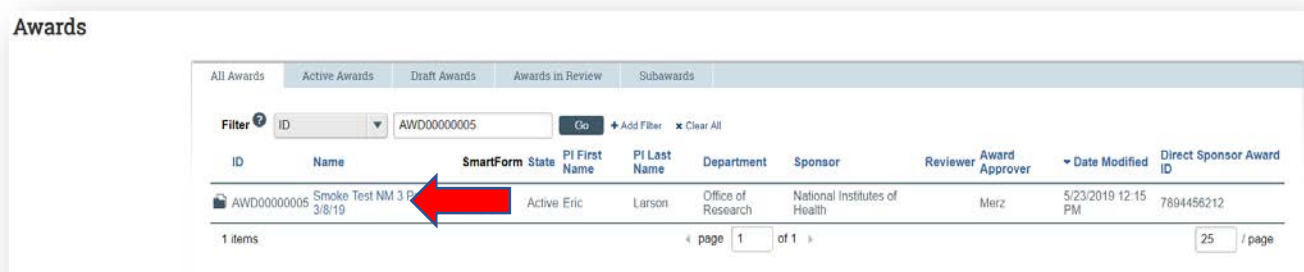 Awards
All Awards Active Awards Draft Awards Awards in Review Subawards
Filter ? ID AWD00000005 Go + Add Filter x Clear All
ID Name SmartForm State PI First Name PI Last Name Department Sponsor Reviewer Award Approver Date Modified Direct Sponsor Award ID
AWD00000005 Smoke Test NM 3 3/8/19 Active Eric Larson Office of Research National Institutes of Health Merz 5/23/2019 12:15 PM 7894456212
1 items page 1 of 1 25 / page